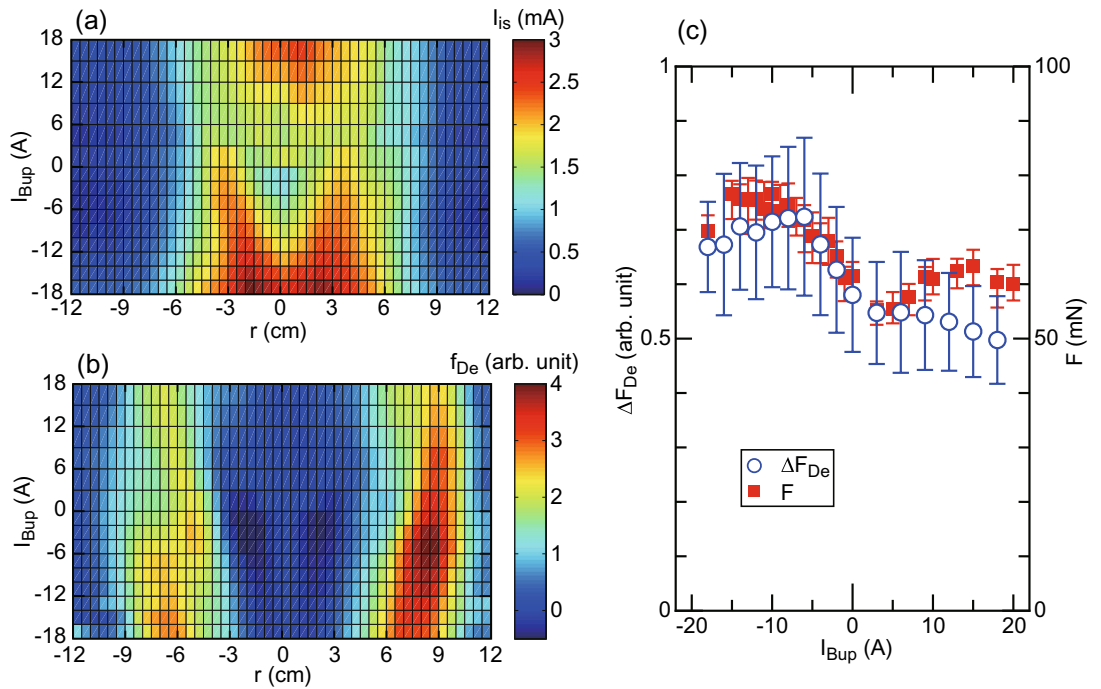 (a)
I_is (mA)
18
12
6
0
-6
-12
-18
I_Bup (A)
-12 -9 -6 -3 0 3 6 9 12
r (cm)
3
2.5
2
1.5
1
0.5
0
(b)
f_De (arb. unit)
18
12
6
0
-6
-12
-18
I_Bup (A)
-12 -9 -6 -3 0 3 6 9 12
r (cm)
4
3
2
1
0
(c)
1
0.5
0
ΔF_De (arb. unit)
100
50
0
F (mN)
ΔF_De
F
-20 -10 0 10 20
I_Bup (A)